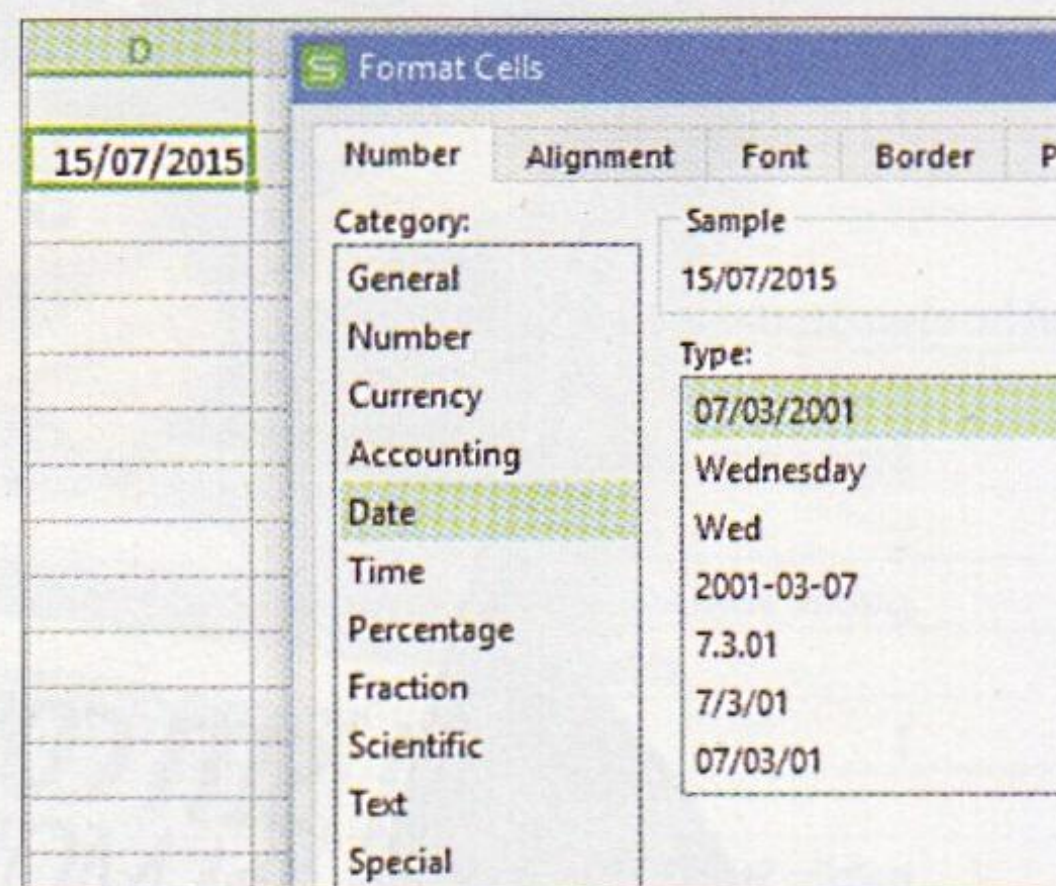 D
Format Cells
15/07/2015
Number Alignment Font Border P
Category:
General
Number
Currency
Accounting
Date
Time
Percentage
Fraction
Scientific
Text
Special
Sample
15/07/2015
Type:
07/03/2001
Wednesday
Wed
2001-03-07
7.3.01
7/3/01
07/03/01